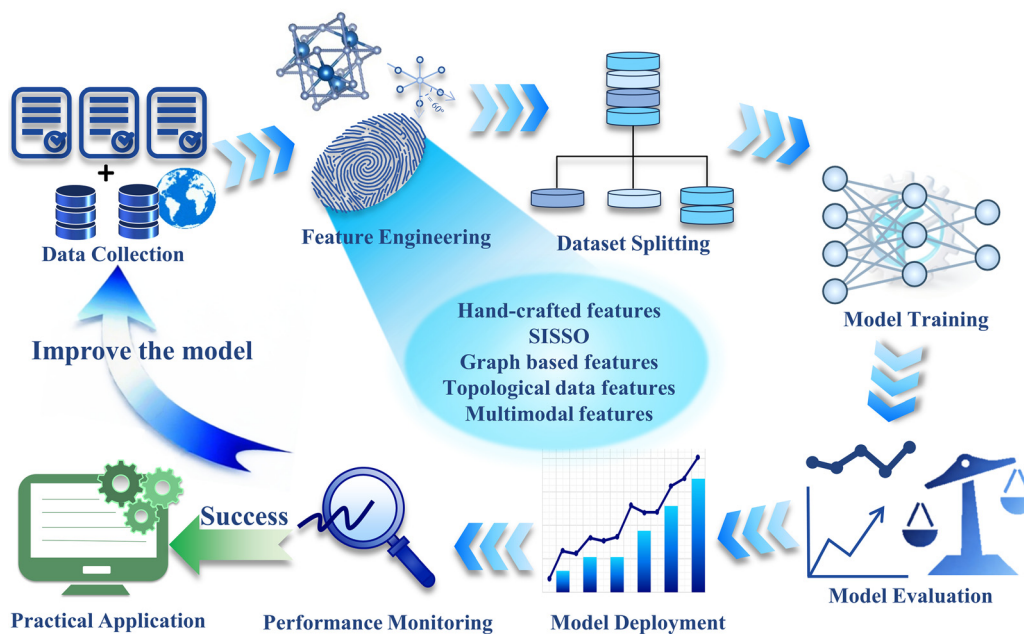 +
i = 60°
Data Collection
Feature Engineering
Dataset Splitting
Hand-crafted features
SISSO
Graph based features
Topological data features
Multimodal features
Model Training
Improve the model
Success
Practical Application
Performance Monitoring
Model Deployment
Model Evaluation